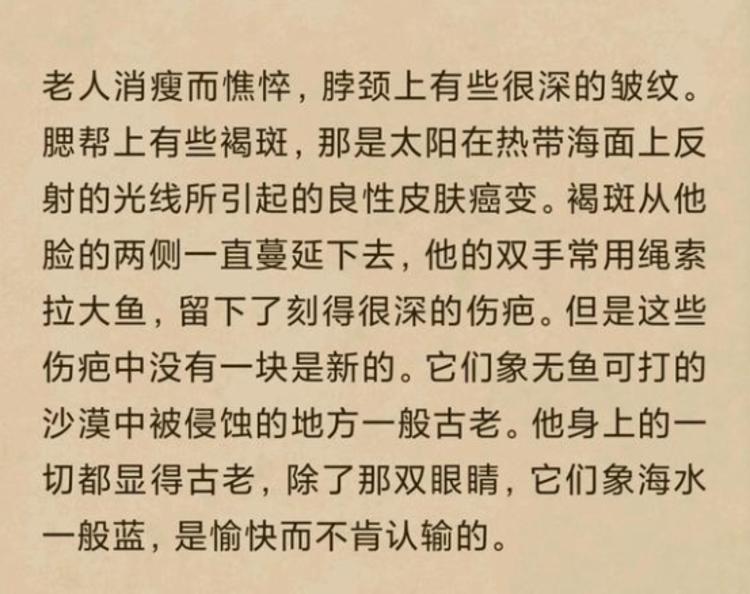 老人消瘦而憔悴，脖颈上有些很深的皱纹。
腮帮上有些褐斑，那是太阳在热带海面上反
射的光线所引起的良性皮肤癌变。褐斑从他
脸的两侧一直蔓延下去，他的双手常用绳索
拉大鱼，留下了刻得很深的伤疤。但是这些
伤疤中没有一块是新的。它们象无鱼可打的
沙漠中被侵蚀的地方一般古老。他身上的一
切都显得古老，除了那双眼睛，它们象海水
一般蓝，是愉快而不肯认输的。